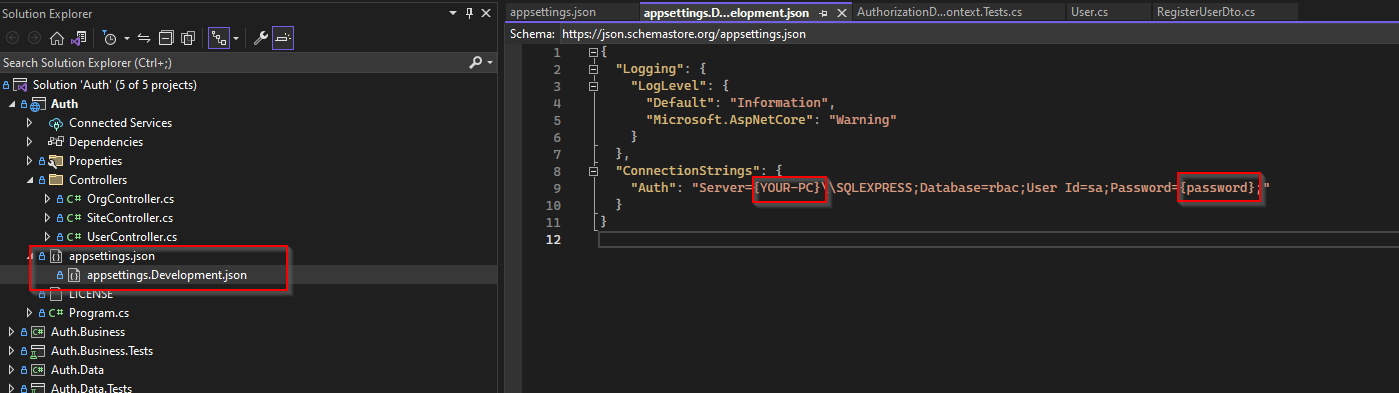 Solution Explorer
Search Solution Explorer (Ctrl+;)
Solution 'Auth' (5 of 5 projects)
Auth
Connected Services
Dependencies
Properties
Controllers
C# OrgController.cs
C# SiteController.cs
C# UserController.cs
appsettings.json
appsettings.Development.json
LICENSE
C# Program.cs
C# Auth.Business
Auth.Business.Tests
C# Auth.Data
Auth.Data.Tests
appsettings.json
appsettings.D...elopment.json
AuthorizationD...ontext.Tests.cs
User.cs
RegisterUserDto.cs
Schema: https://json.schemastore.org/appsettings.json
1 {
2 "Logging": {
3 "LogLevel": {
4 "Default": "Information",
5 "Microsoft.AspNetCore": "Warning"
6 }
7 },
8 "ConnectionStrings": {
9 "Auth": "Server={YOUR-PC}\\SQLEXPRESS;Database=rbac;User Id=sa;Password={password};"
10 }
11 }
12